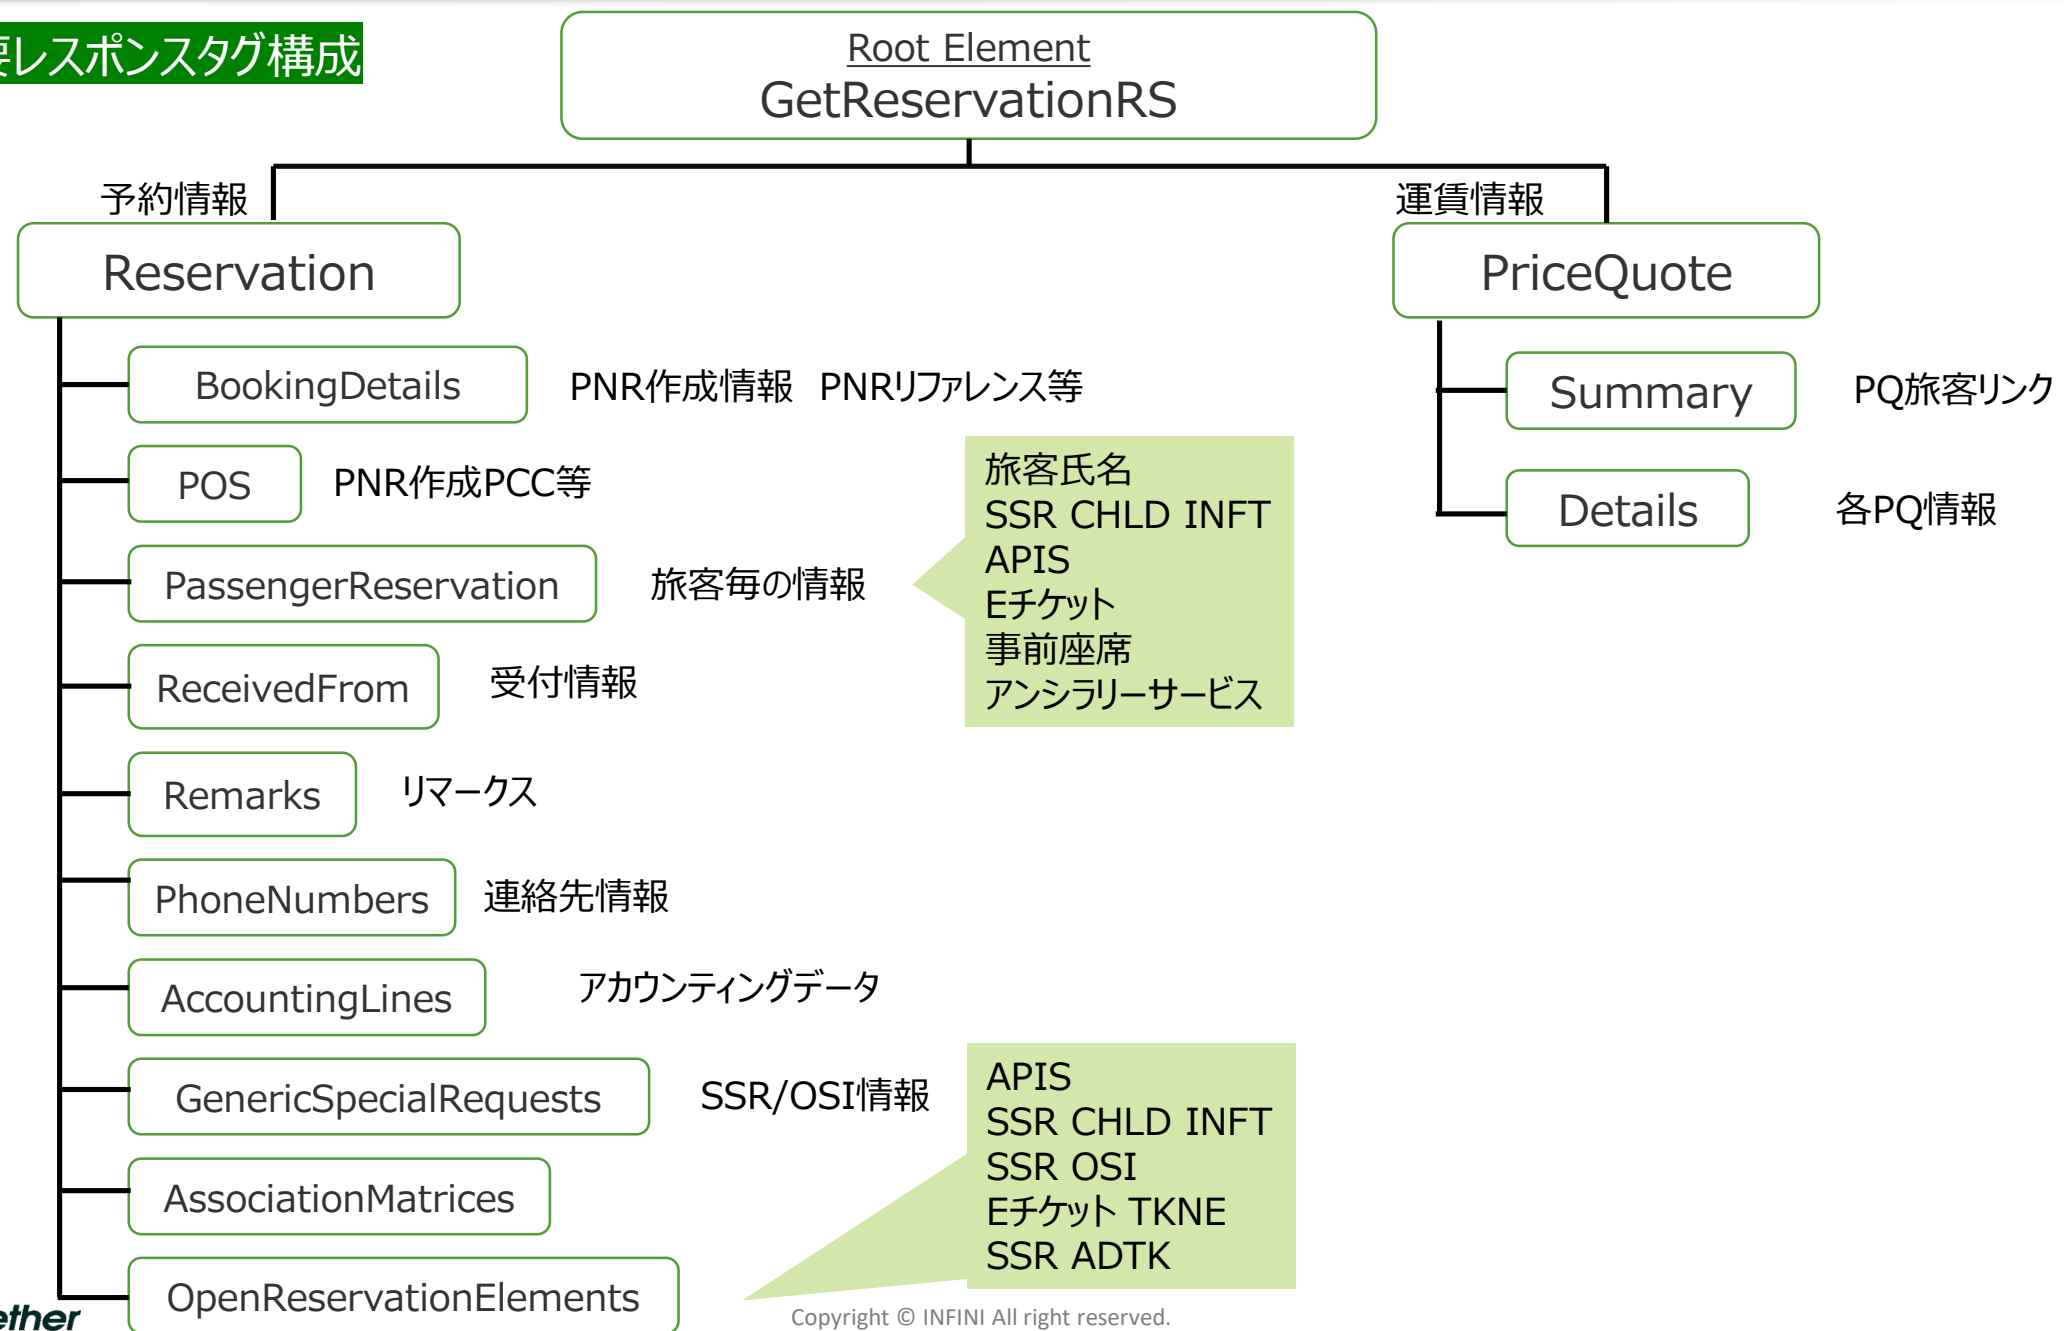 要レスポンスタグ構成
Root Element
GetReservationRS
予約情報
運賃情報
Reservation
PriceQuote
BookingDetails
PNR作成情報 PNRリファレンス等
Summary
PQ旅客リンク
POS
PNR作成PCC等
Details
各PQ情報
PassengerReservation
旅客毎の情報
旅客氏名
SSR CHLD INFT
APIS
Eチケット
事前座席
アンシラリーサービス
ReceivedFrom
受付情報
Remarks
リマークス
PhoneNumbers
連絡先情報
AccountingLines
アカウンティングデータ
GenericSpecialRequests
SSR/OSI情報
APIS
SSR CHLD INFT
SSR OSI
Eチケット TKNE
SSR ADTK
AssociationMatrices
OpenReservationElements
ether
Copyright © INFINI All right reserved.